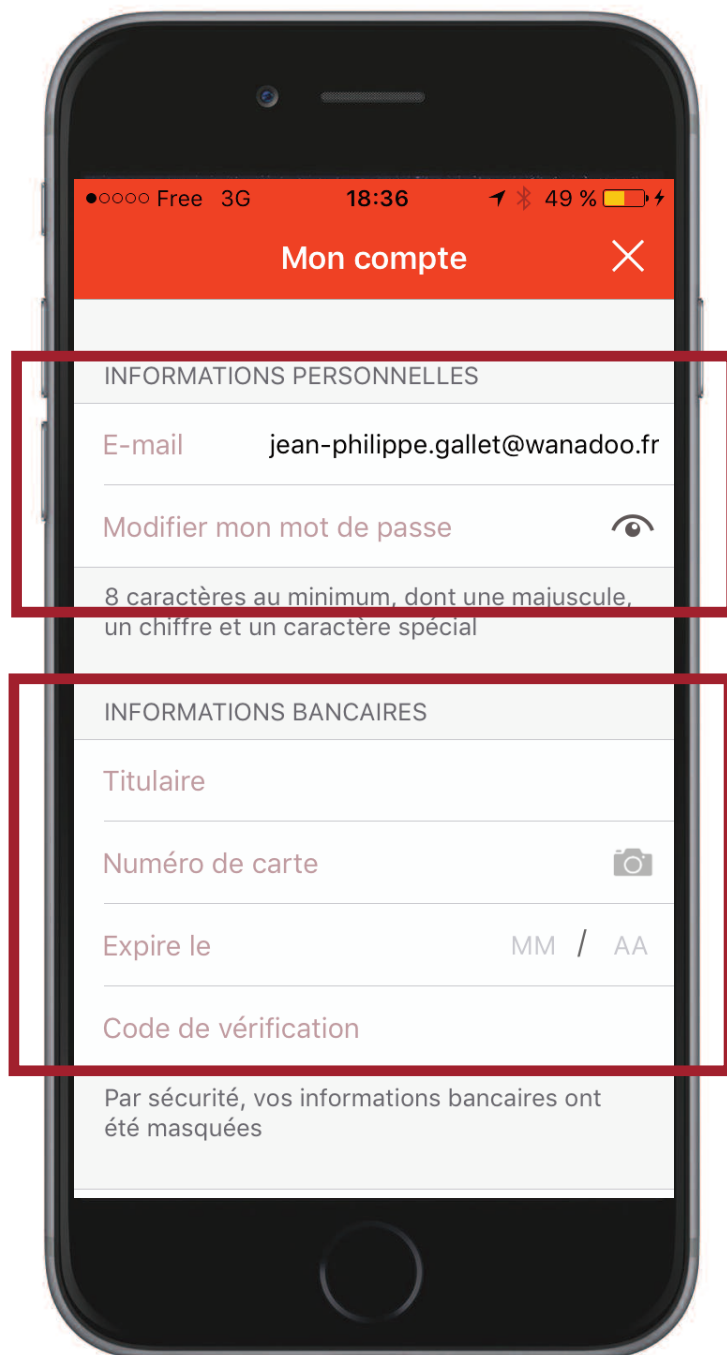 Free 3G 18:36 49 %
Mon compte
INFORMATIONS PERSONNELLES
E-mail jean-philippe.gallet@wanadoo.fr
Modifier mon mot de passe
8 caractères au minimum, dont une majuscule,
un chiffre et un caractère spécial
INFORMATIONS BANCAIRES
Titulaire
Numéro de carte
Expire le MM / AA
Code de vérification
Par sécurité, vos informations bancaires ont
été masquées